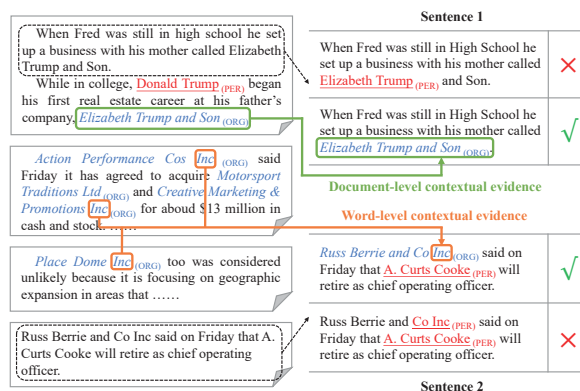 When Fred was still in high school he set
up a business with his mother called Elizabeth
Trump and Son.
While in college, Donald Trump (PER) began
his first real estate career at his father's
company, Elizabeth Trump and Son (ORG)
Action Performance Cos Inc (ORG) said
Friday it has agreed to acquire Motorsport
Traditions Ltd (ORG) and Creative Marketing &
Promotions Inc (ORG) for about $13 million in
cash and stock. ……
Place Dome Inc (ORG) too was considered
unlikely because it is focusing on geographic
expansion in areas that ……
Russ Berrie and Co Inc said on Friday that A.
Curts Cooke will retire as chief operating
officer.
Sentence 1
When Fred was still in High School he
set up a business with his mother called
Elizabeth Trump (PER) and Son.
×
When Fred was still in High School he
set up a business with his mother called
Elizabeth Trump and Son (ORG).
√
Document-level contextual evidence
Word-level contextual evidence
Russ Berrie and Co Inc (ORG) said on
Friday that A. Curts Cooke (PER) will
retire as chief operating officer.
√
Russ Berrie and Co Inc (PER) said on
Friday that A. Curts Cooke (PER) will
retire as chief operating officer.
×
Sentence 2